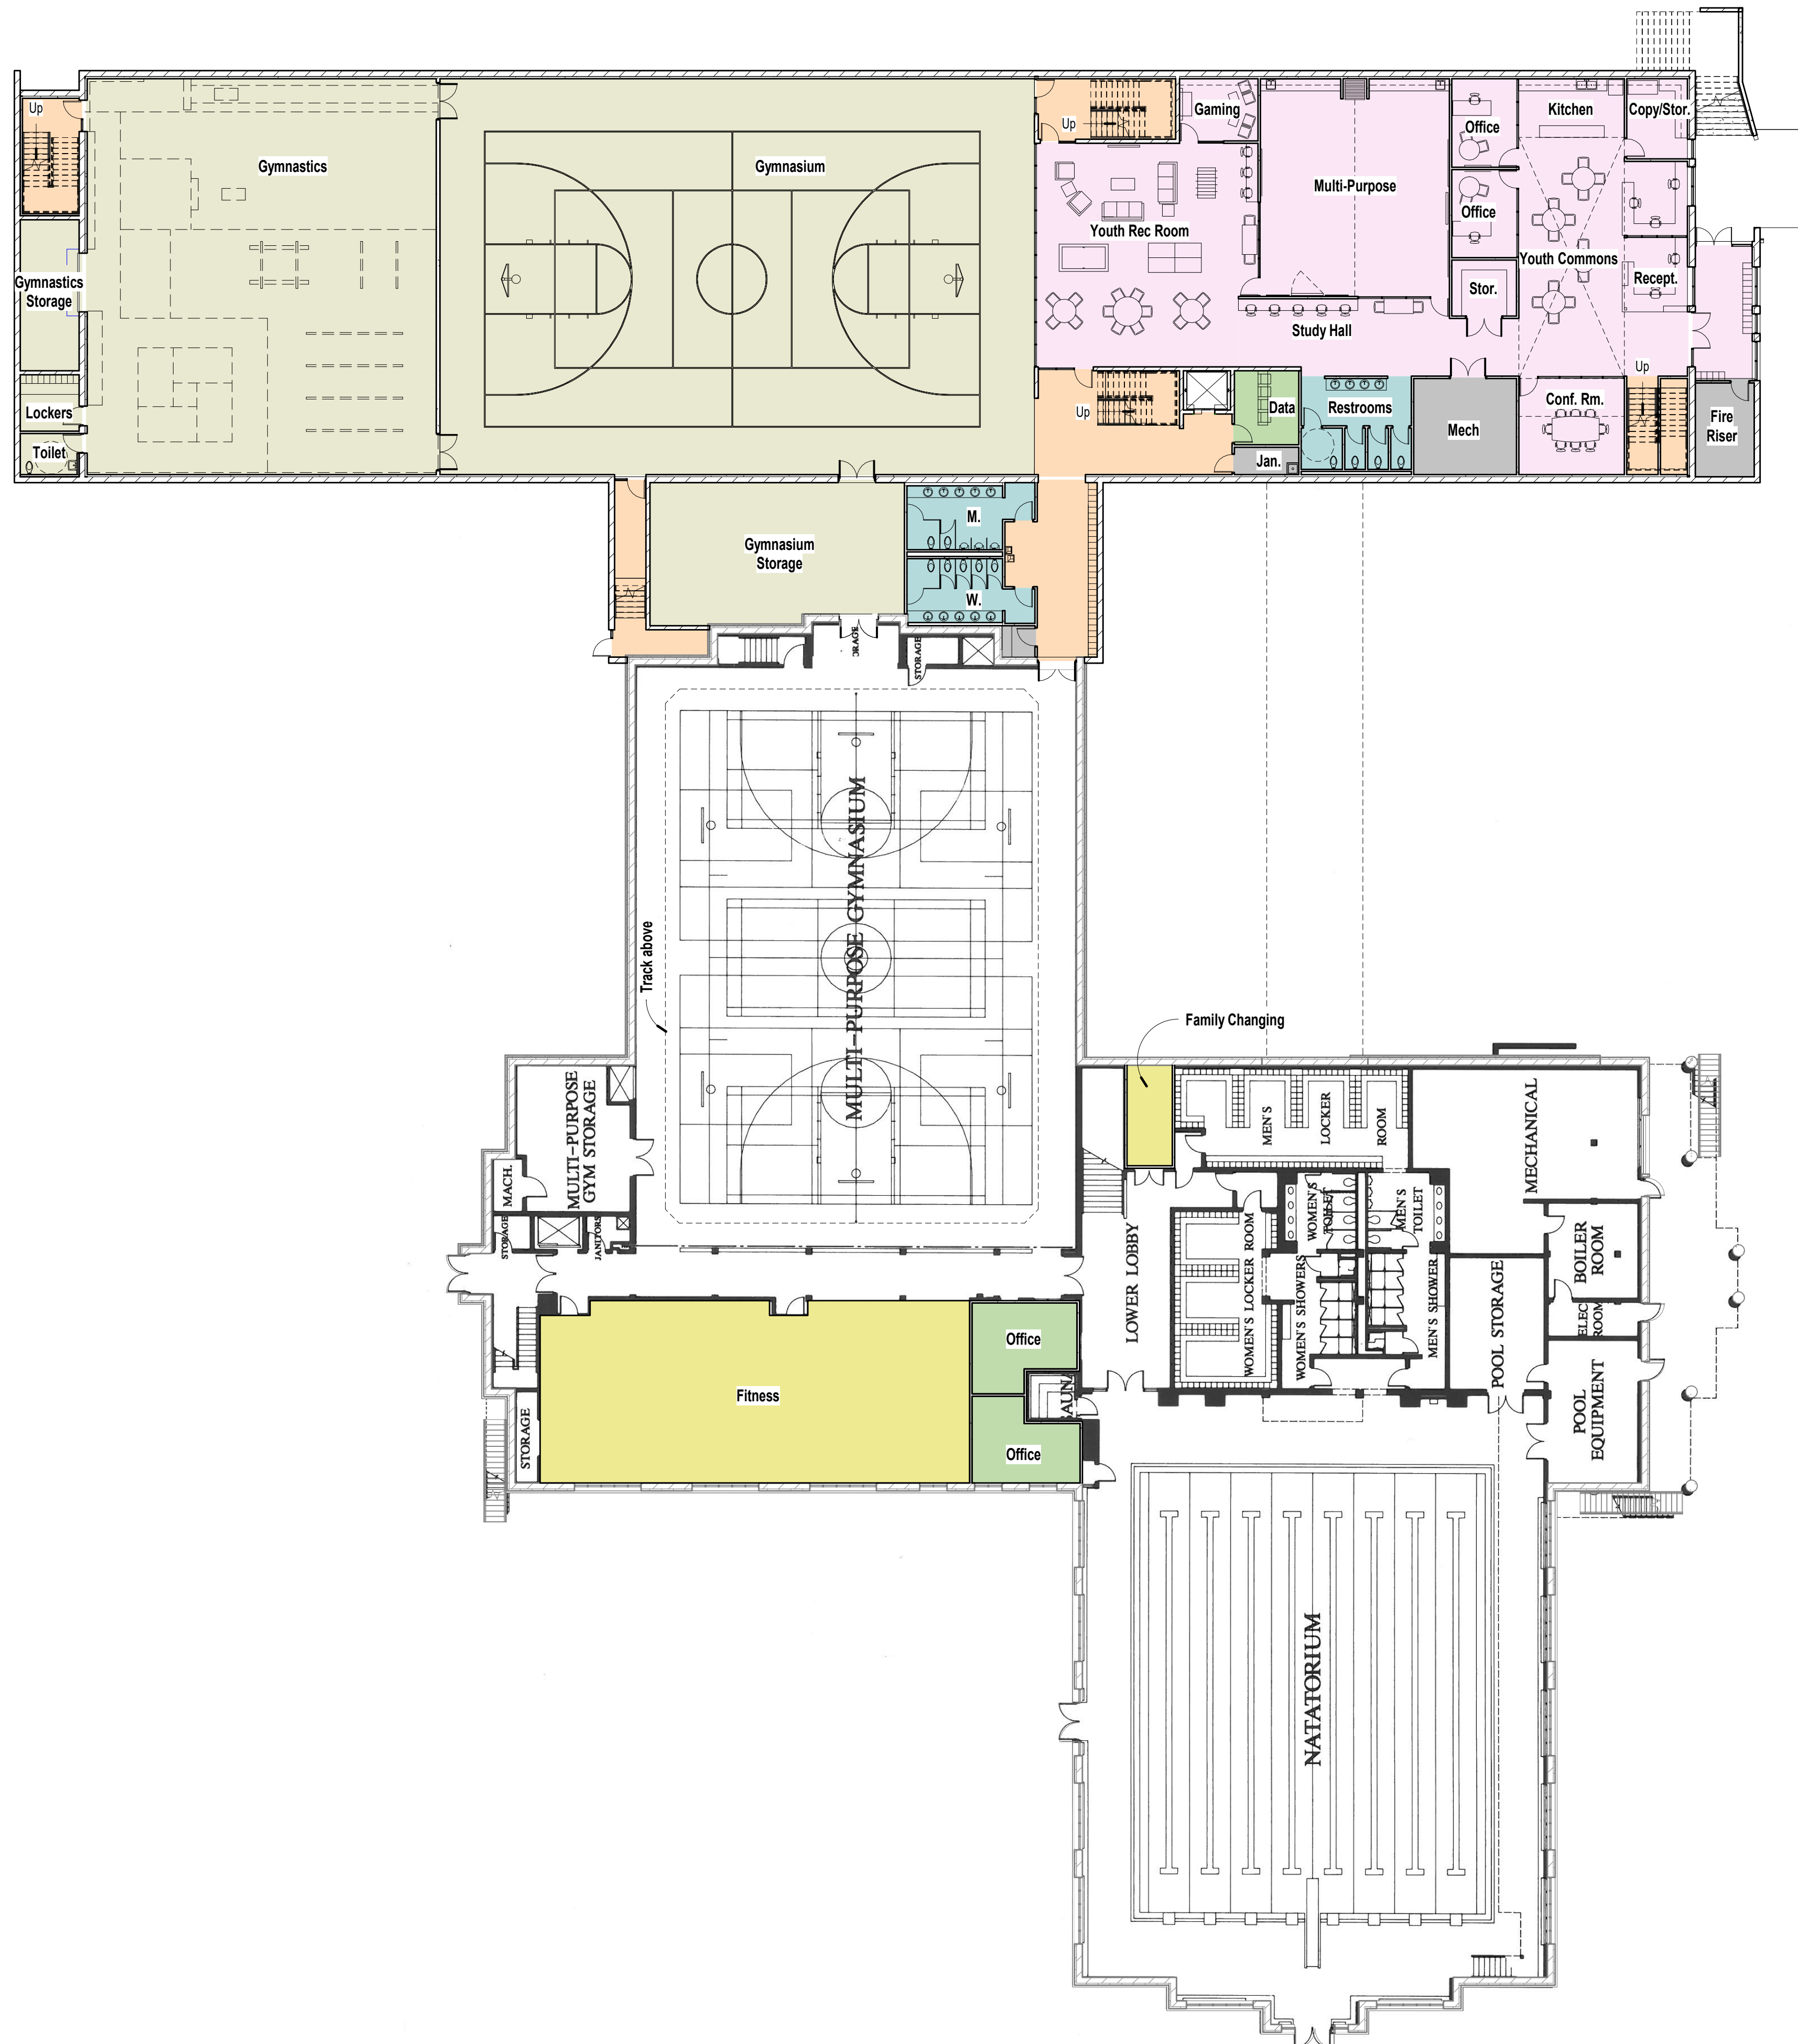 Up
Gymnastics
Gymnasium
Up
Gaming
Multi-Purpose
Office
Kitchen
Copy/Stor.
Office
Youth Rec Room
Youth Commons
Gymnastics
Storage
Stor.
Recept.
Study Hall
Up
Lockers
Toilet
Up
Data
Restrooms
Jan.
Mech
Conf. Rm.
Fire
Riser
Gymnasium
Storage
M.
W.
STORAGE
MULTI-PURPOSE GYMNASIUM
Track above
Family Changing
MULTI-PURPOSE
GYM STORAGE
MACH.
STORAGE
JANITORS
MEN'S
LOCKER
ROOM
MECHANICAL
LOWER LOBBY
WOMEN'S LOCKER ROOM
WOMEN'S
TOILET
MEN'S
TOILET
WOMEN'S SHOWERS
MEN'S SHOWER
POOL STORAGE
BOILER
ROOM
ELEC
ROOM
POOL
EQUIPMENT
Office
SAUNA
Office
Fitness
STORAGE
NATATORIUM